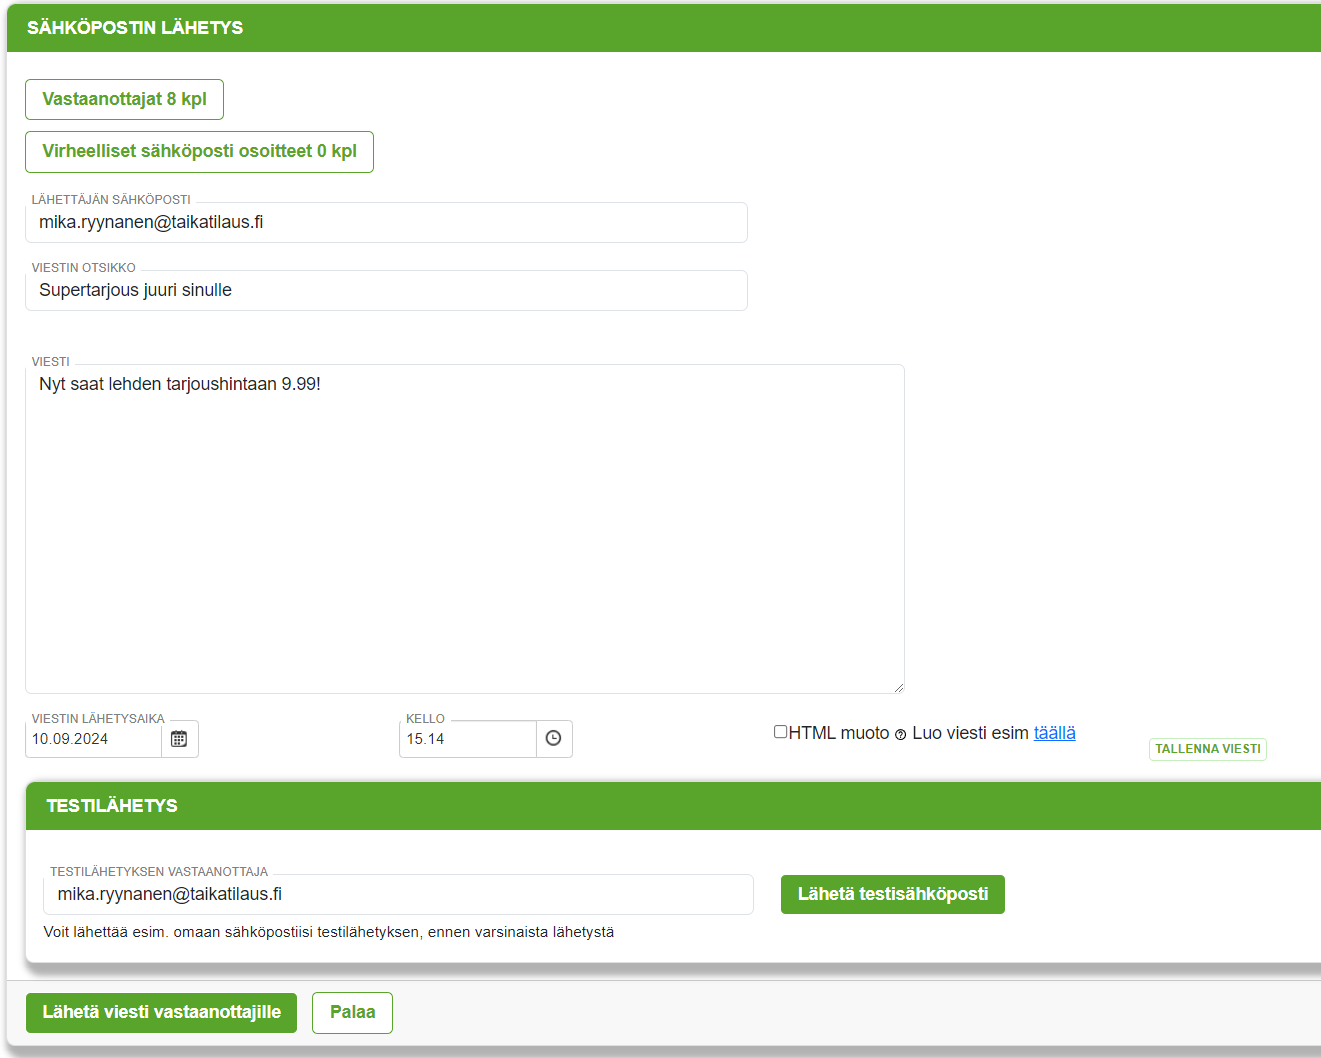 SÄHKÖPOSTIN LÄHETYS
Vastaanottajat 8 kpl
Virheelliset sähköposti osoitteet 0 kpl
LÄHETTÄJÄN SÄHKÖPOSTI
mika.ryynanen@taikatilaus.fi
VIESTIN OTSIKKO
Supertarjous juuri sinulle
VIESTI
Nyt saat lehden tarjoushintaan 9.99!
VIESTIN LÄHETYSAIKA
10.09.2024
KELLO
15.14
HTML muoto ? Luo viesti esim täällä
TALLENNA VIESTI
TESTILÄHETYS
TESTILÄHETYKSEN VASTAANOTTAJA
mika.ryynanen@taikatilaus.fi
Lähetä testisähköposti
Voit lähettää esim. omaan sähköpostiisi testilähetyksen, ennen varsinaista lähetystä
Lähetä viesti vastaanottajille
Palaa